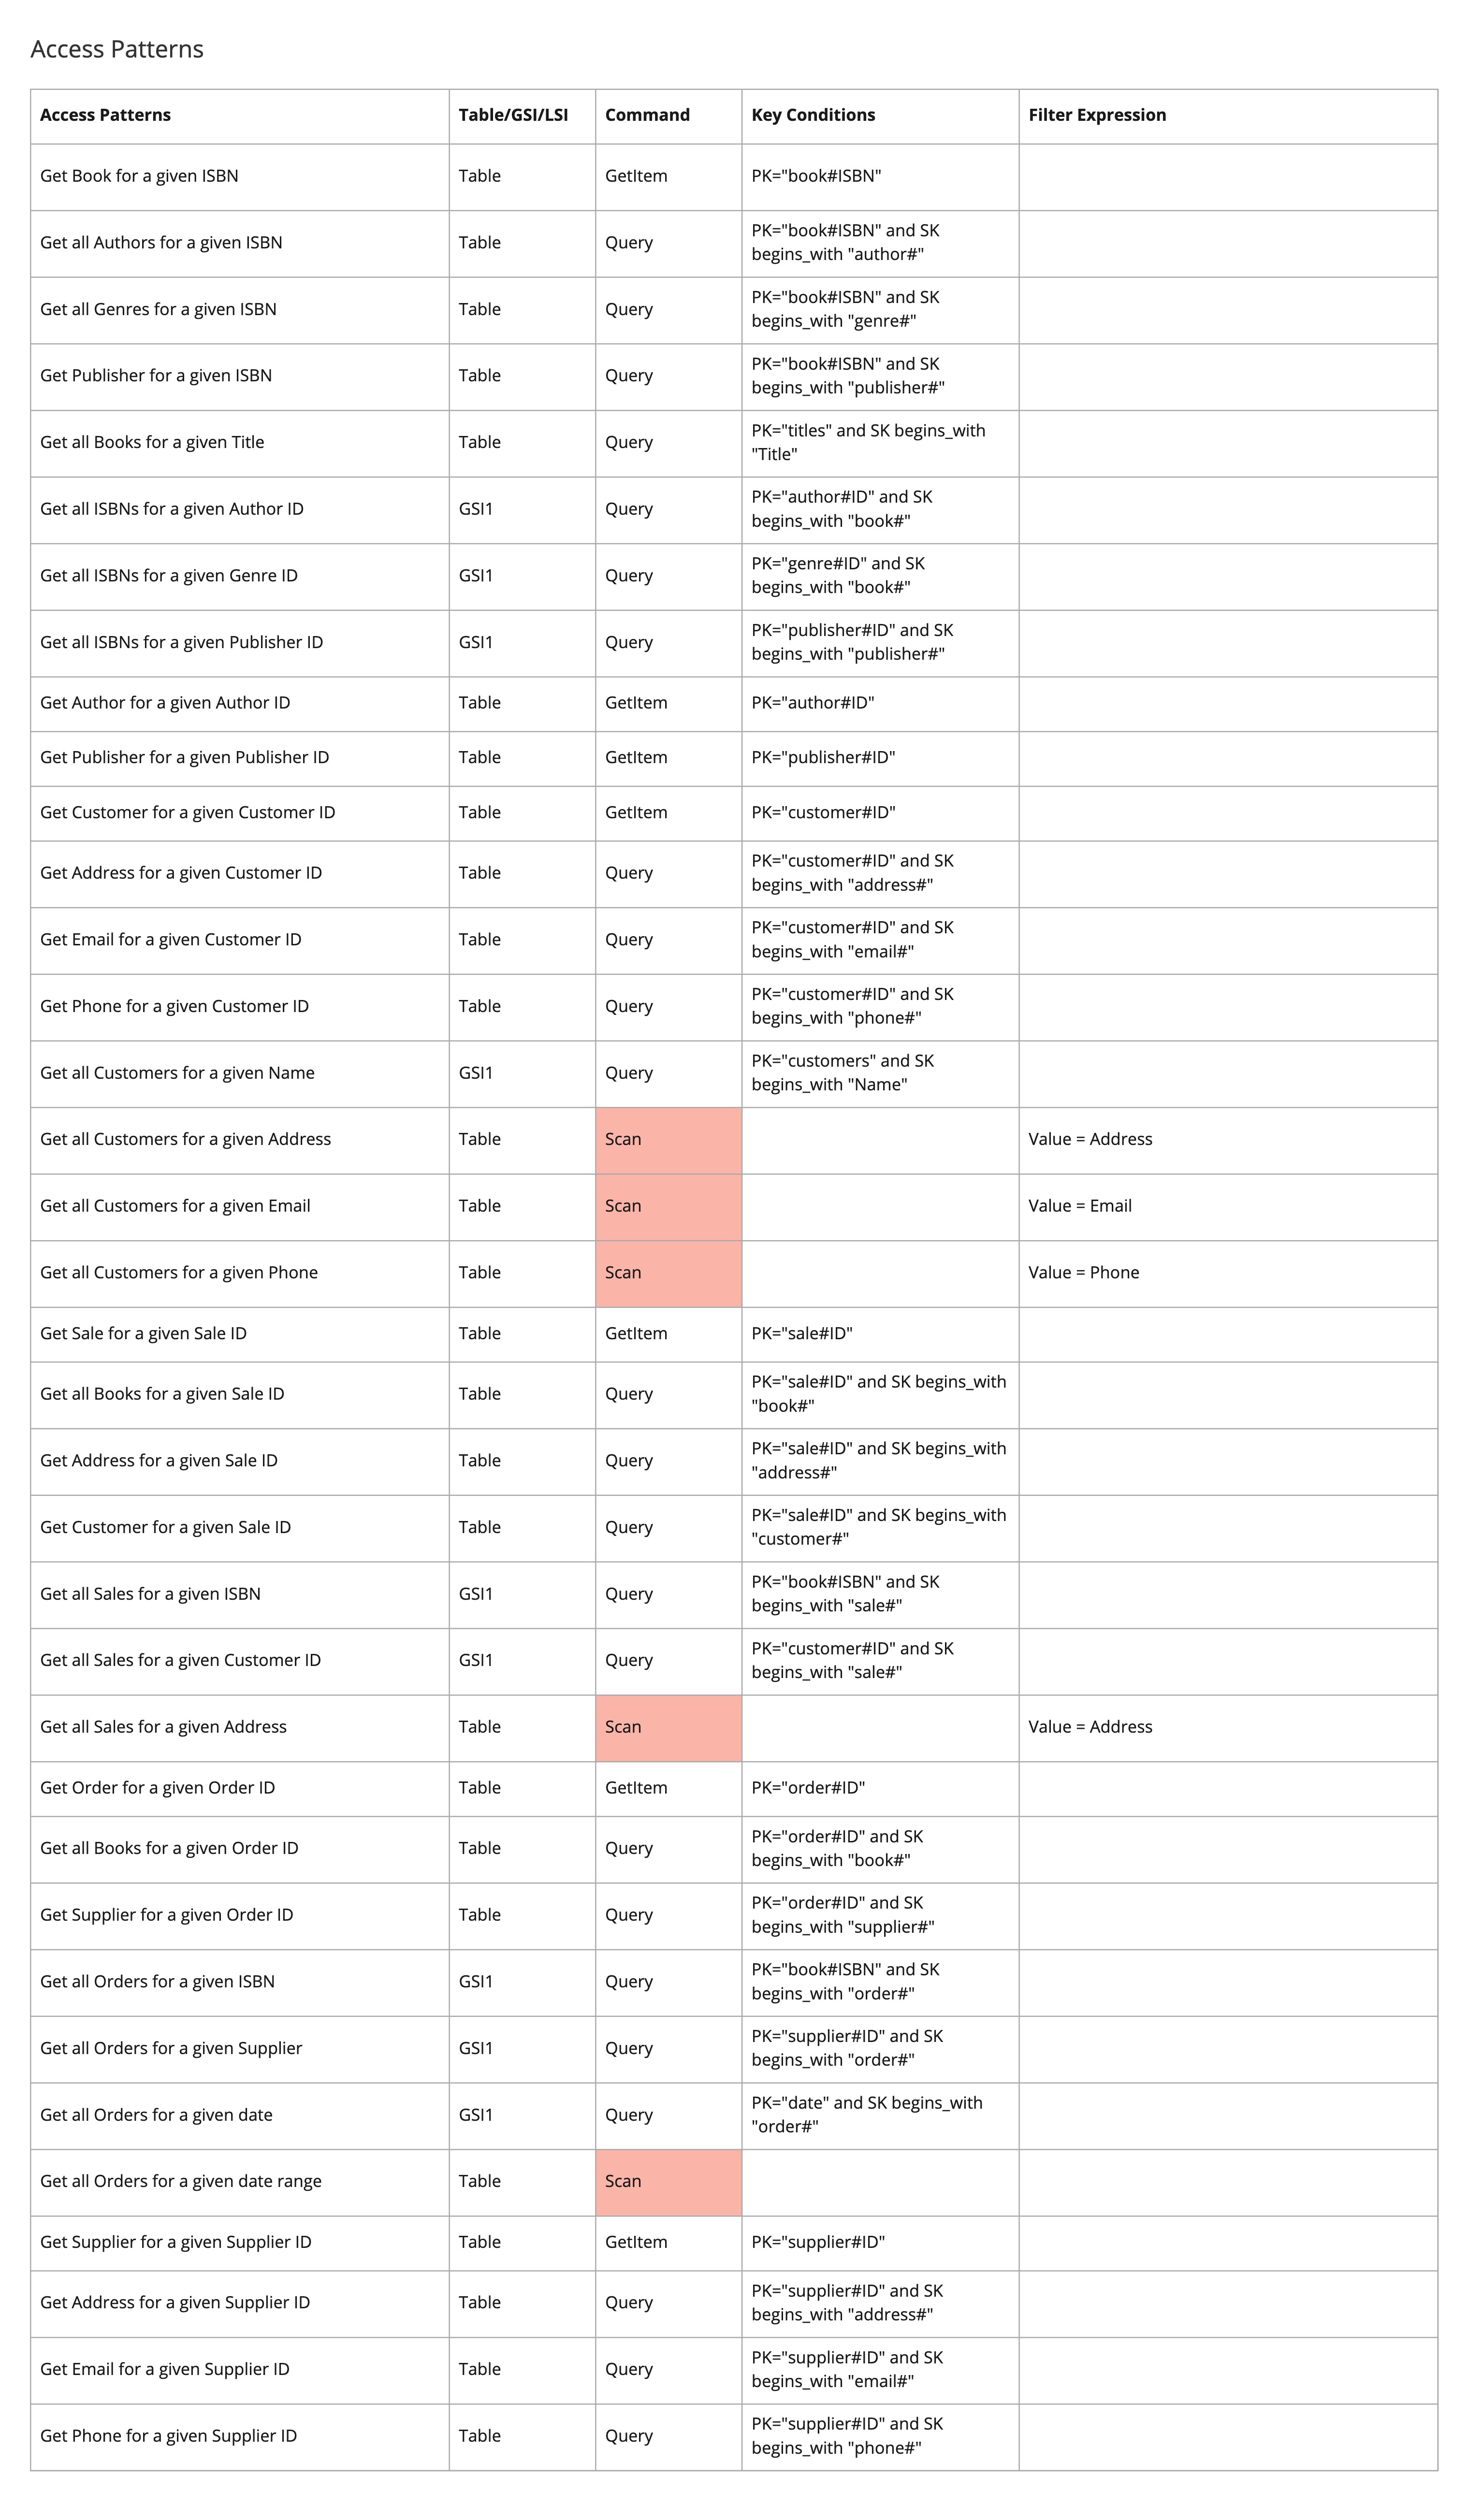 Access Patterns
Access Patterns Table/GSI/LSI Command Key Conditions Filter Expression
Get Book for a given ISBN Table GetItem PK="book#ISBN"
Get all Authors for a given ISBN Table Query PK="book#ISBN" and SK
begins_with "author#"
Get all Genres for a given ISBN Table Query PK="book#ISBN" and SK
begins_with "genre#"
Get Publisher for a given ISBN Table Query PK="book#ISBN" and SK
begins_with "publisher#"
Get all Books for a given Title Table Query PK="titles" and SK begins_with
"Title"
Get all ISBNs for a given Author ID GSI1 Query PK="author#ID" and SK
begins_with "book#"
Get all ISBNs for a given Genre ID GSI1 Query PK="genre#ID" and SK
begins_with "book#"
Get all ISBNs for a given Publisher ID GSI1 Query PK="publisher#ID" and SK
begins_with "publisher#"
Get Author for a given Author ID Table GetItem PK="author#ID"
Get Publisher for a given Publisher ID Table GetItem PK="publisher#ID"
Get Customer for a given Customer ID Table GetItem PK="customer#ID"
Get Address for a given Customer ID Table Query PK="customer#ID" and SK
begins_with "address#"
Get Email for a given Customer ID Table Query PK="customer#ID" and SK
begins_with "email#"
Get Phone for a given Customer ID Table Query PK="customer#ID" and SK
begins_with "phone#"
Get all Customers for a given Name GSI1 Query PK="customers" and SK
begins_with "Name"
Get all Customers for a given Address Table Scan Value = Address
Get all Customers for a given Email Table Scan Value = Email
Get all Customers for a given Phone Table Scan Value = Phone
Get Sale for a given Sale ID Table GetItem PK="sale#ID"
Get all Books for a given Sale ID Table Query PK="sale#ID" and SK begins_with
"book#"
Get Address for a given Sale ID Table Query PK="sale#ID" and SK begins_with
"address#"
Get Customer for a given Sale ID Table Query PK="sale#ID" and SK begins_with
"customer#"
Get all Sales for a given ISBN GSI1 Query PK="book#ISBN" and SK
begins_with "sale#"
Get all Sales for a given Customer ID GSI1 Query PK="customer#ID" and SK
begins_with "sale#"
Get all Sales for a given Address Table Scan Value = Address
Get Order for a given Order ID Table GetItem PK="order#ID"
Get all Books for a given Order ID Table Query PK="order#ID" and SK
begins_with "book#"
Get Supplier for a given Order ID Table Query PK="order#ID" and SK
begins_with "supplier#"
Get all Orders for a given ISBN GSI1 Query PK="book#ISBN" and SK
begins_with "order#"
Get all Orders for a given Supplier GSI1 Query PK="supplier#ID" and SK
begins_with "order#"
Get all Orders for a given date GSI1 Query PK="date" and SK begins_with
"order#"
Get all Orders for a given date range Table Scan
Get Supplier for a given Supplier ID Table GetItem PK="supplier#ID"
Get Address for a given Supplier ID Table Query PK="supplier#ID" and SK
begins_with "address#"
Get Email for a given Supplier ID Table Query PK="supplier#ID" and SK
begins_with "email#"
Get Phone for a given Supplier ID Table Query PK="supplier#ID" and SK
begins_with "phone#"